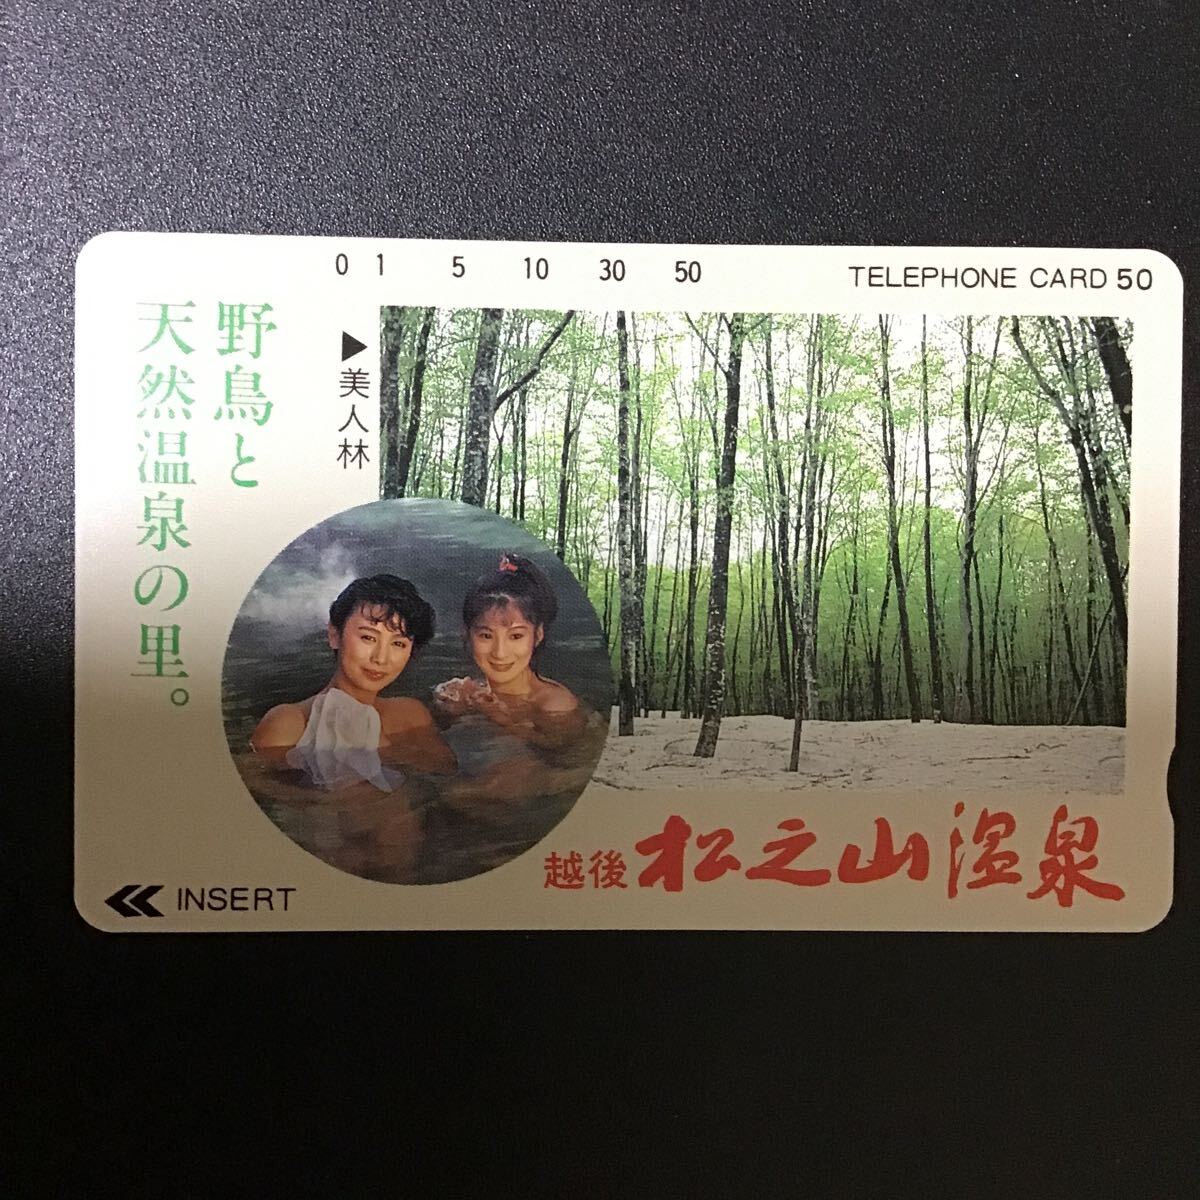 0 1 5 10 30 50
TELEPHONE CARD 50
野鳥と
天然温泉の里。
▶美人林
越後 松之山温泉
INSERT